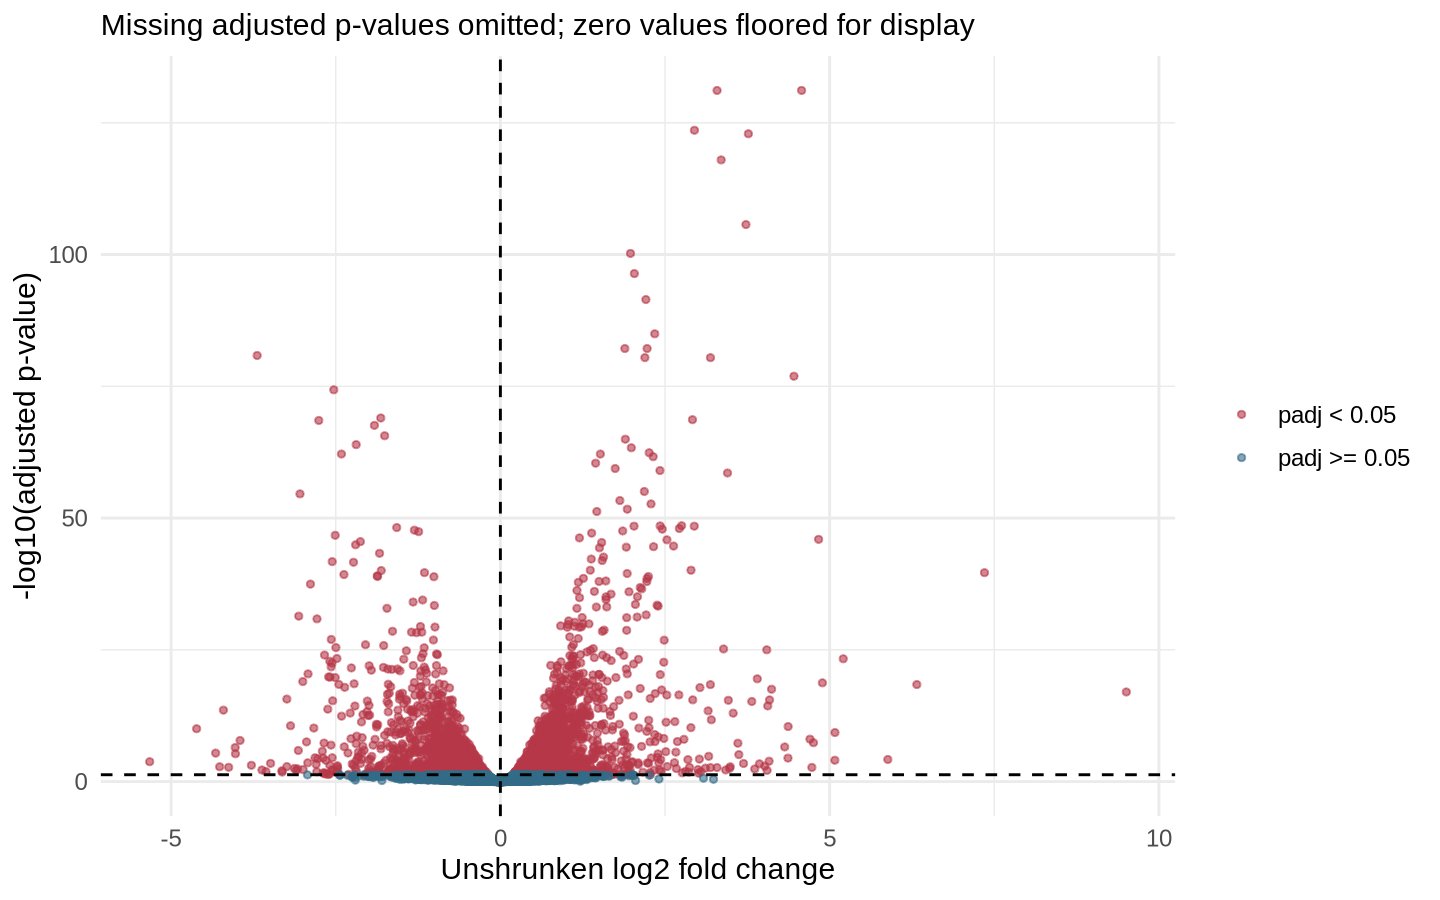 Missing adjusted p-values omitted; zero values floored for display
-log10(adjusted p-value)
100
50
0
-5
0
5
10
Unshrunken log2 fold change
padj < 0.05
padj >= 0.05